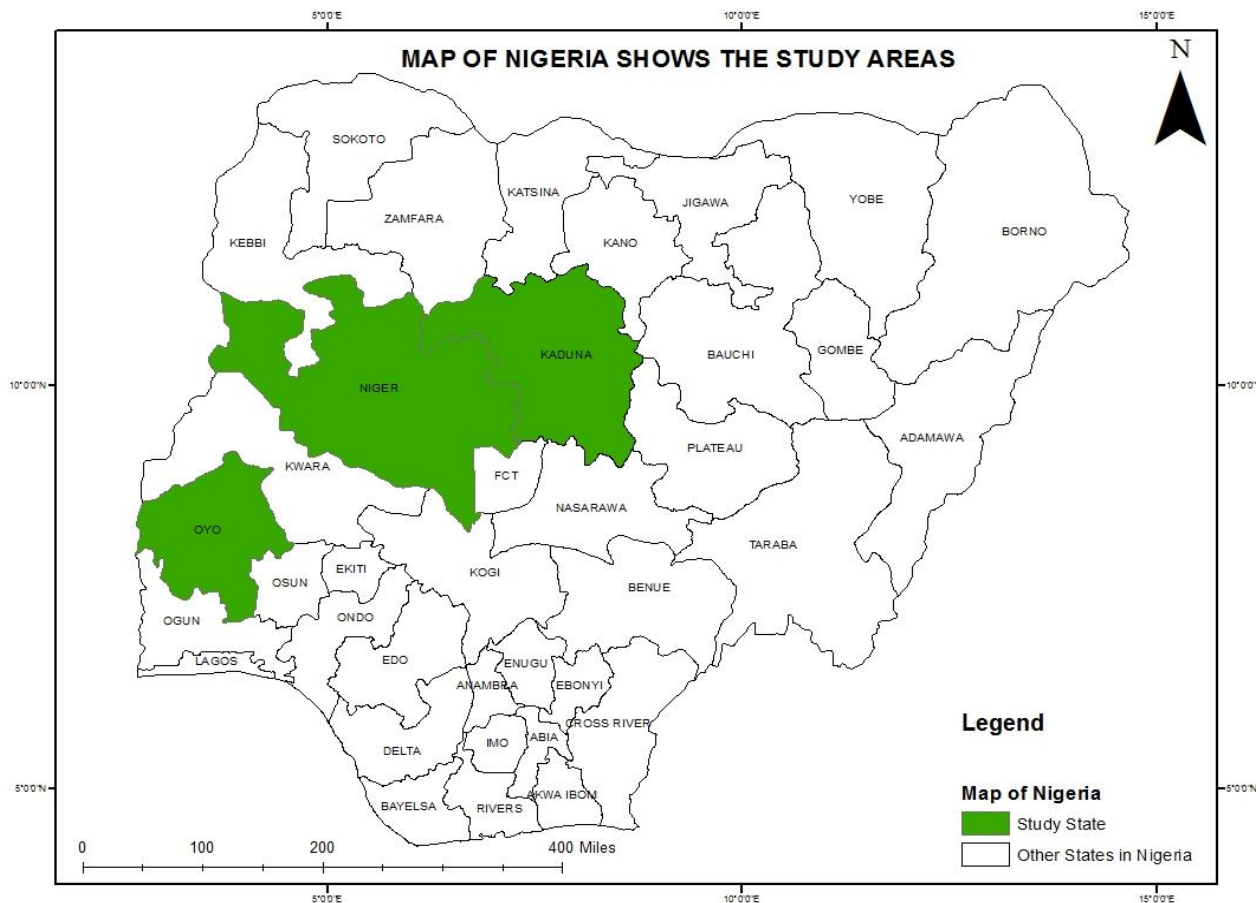 5°0'0"E 10°0'0"E 15°0'0"E
MAP OF NIGERIA SHOWS THE STUDY AREAS
N
SOKOTO
KATSINA
YOBE
JIGAWA
ZAMFARA
BORNO
KEBBI
KANO
BAUCHI
GOMBE
KADUNA
10°0'0"N 10°0'0"N
NIGER
ADAMAWA
PLATEAU
KWARA
FCT
NASARAWA
OYO
TARABA
EKITI
KOGI
OSUN
BENUE
OGUN
ONDO
LAGOS
EDO
ENUGU
ANAMBRA
EBONYI
CROSS RIVER
ABIA
IMO
DELTA
Legend
5°0'0"N 5°0'0"N
Map of Nigeria
AKWA IBOM
BAYELSA
RIVERS
Study State
0 100 200 400 Miles
Other States in Nigeria
5°0'0"E 10°0'0"E 15°0'0"E